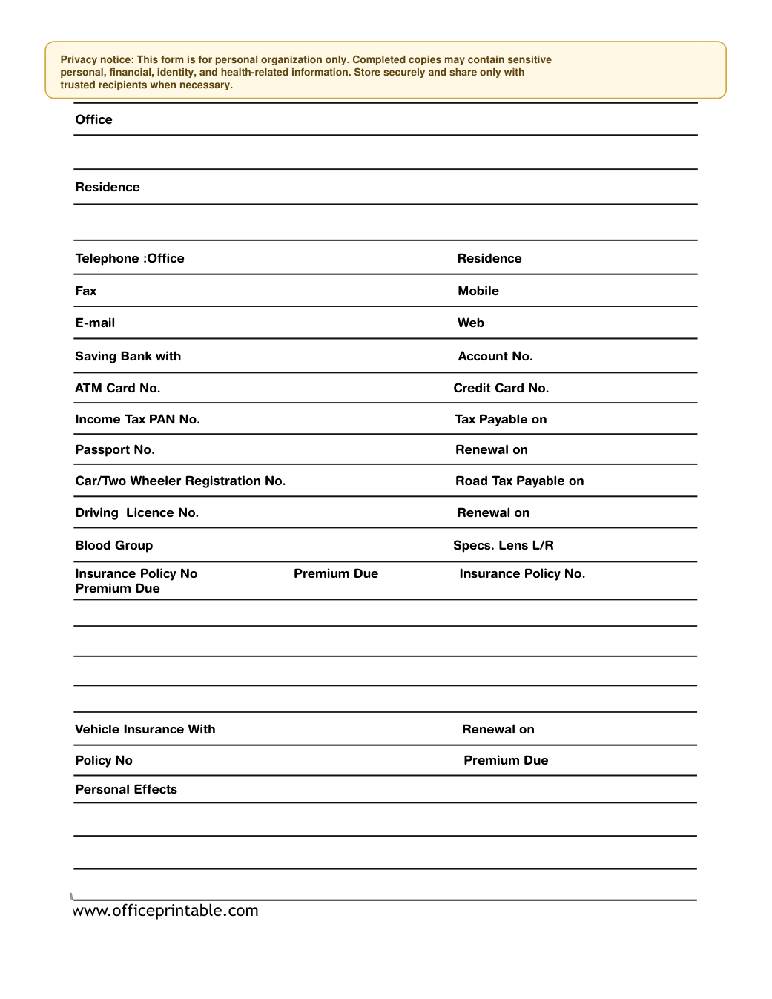 Privacy notice: This form is for personal organization only. Completed copies may contain sensitive
personal, financial, identity, and health-related information. Store securely and share only with
trusted recipients when necessary.
Office
Residence
Telephone :Office Residence
Fax Mobile
E-mail Web
Saving Bank with Account No.
ATM Card No. Credit Card No.
Income Tax PAN No. Tax Payable on
Passport No. Renewal on
Car/Two Wheeler Registration No. Road Tax Payable on
Driving  Licence No. Renewal on
Blood Group Specs. Lens L/R
Insurance Policy No Premium Due Insurance Policy No.
Premium Due
Vehicle Insurance With Renewal on
Policy No Premium Due
Personal Effects
www.officeprintable.com